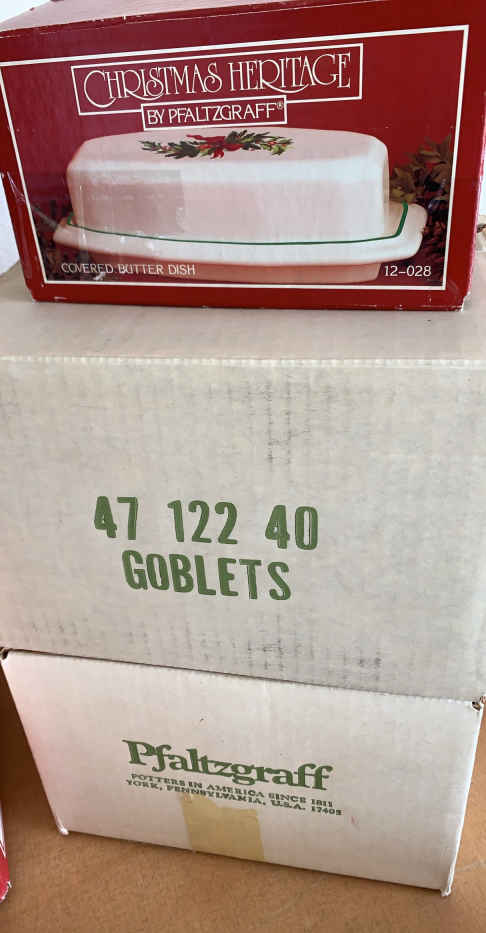 CHRISTMAS HERITAGE
BY PFALTZGRAFF®
COVERED BUTTER DISH
12-028
47 122 40
GOBLETS
Pfaltzgraff
POTTERS IN AMERICA SINCE 1811
YORK, PENNSYLVANIA, U.S.A. 17405